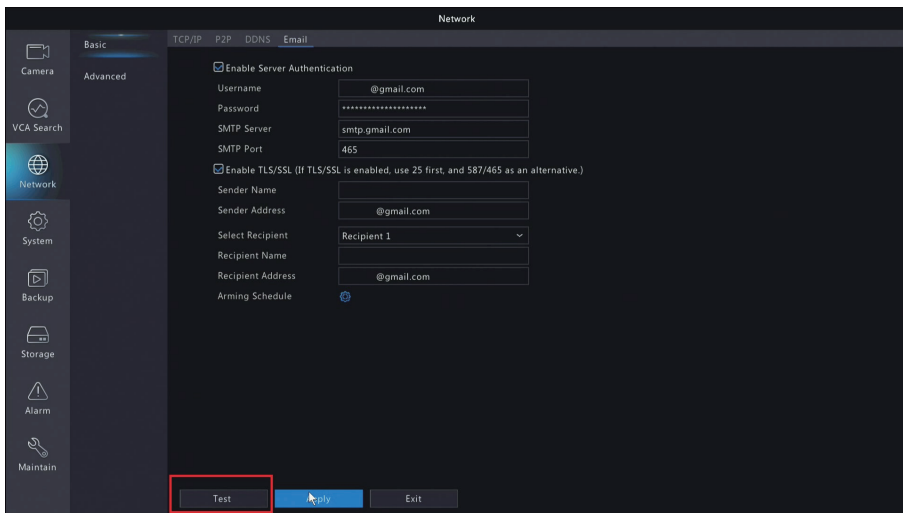 Network
Camera
VCA Search
Network
System
Backup
Storage
Alarm
Maintain
Basic
Advanced
TCP/IP P2P DDNS Email
Enable Server Authentication
Username @gmail.com
Password ********************
SMTP Server smtp.gmail.com
SMTP Port 465
Enable TLS/SSL (If TLS/SSL is enabled, use 25 first, and 587/465 as an alternative.)
Sender Name
Sender Address @gmail.com
Select Recipient Recipient 1
Recipient Name
Recipient Address @gmail.com
Arming Schedule
Test Apply Exit